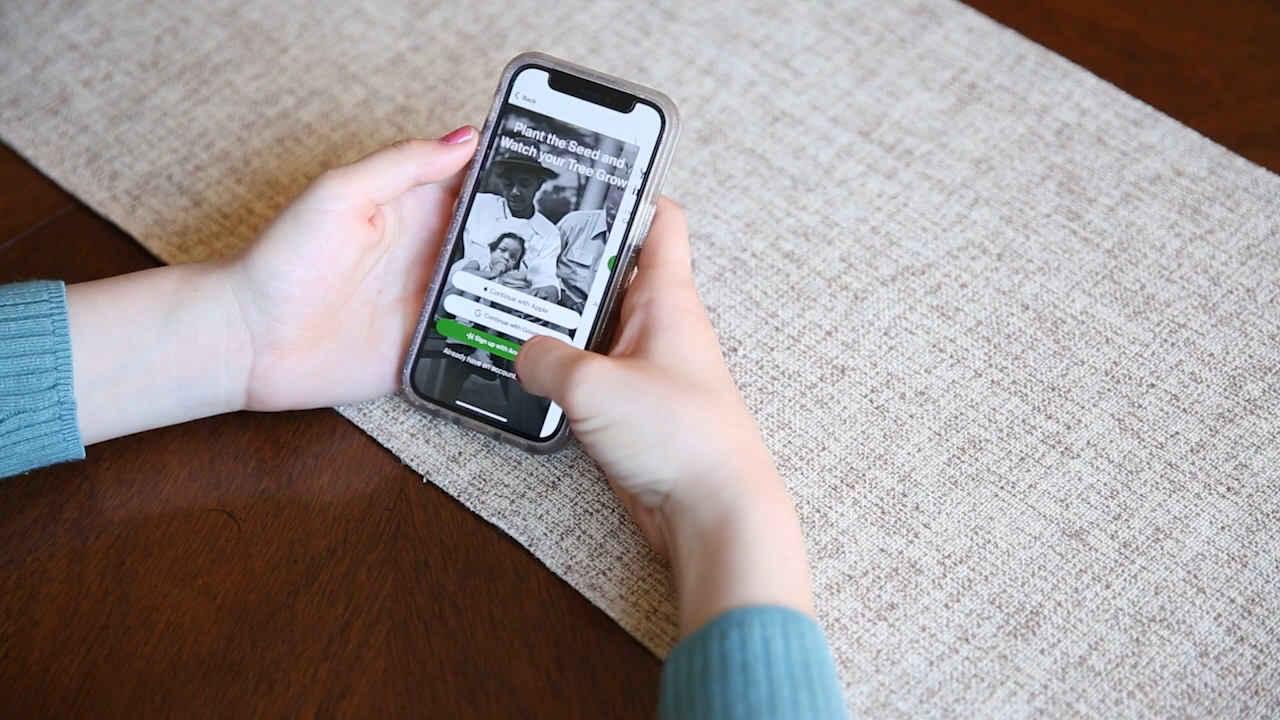 Back
Plant the Seed and
Watch your Tree Grow
Continue with Apple
Continue with Google
Sign up with
Already have an account